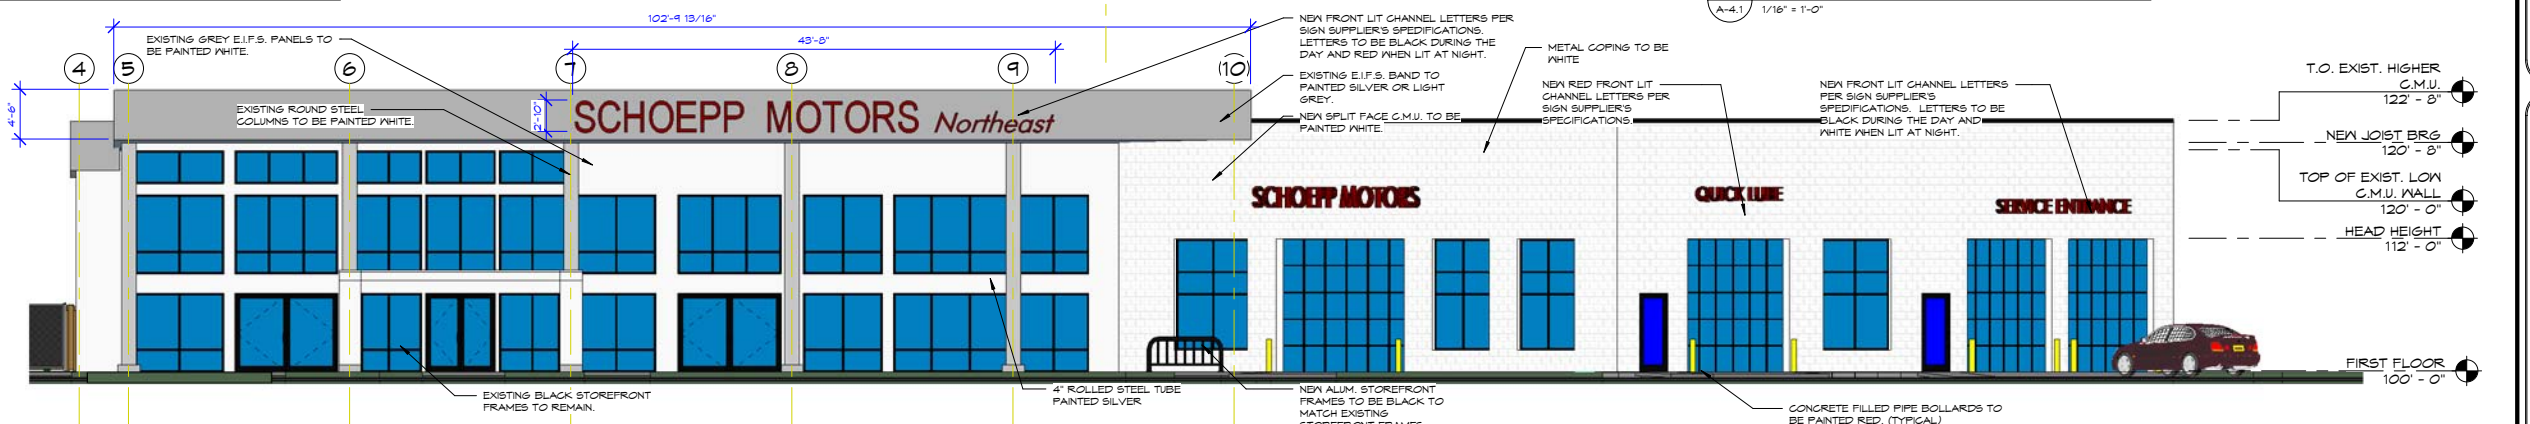 A-4.1
1/16" = 1'-0"
102'-9 13/16"
43'-8"
4'-6"
2'-10"
4
5
6
7
8
9
(10)
EXISTING GREY E.I.F.S. PANELS TO
BE PAINTED WHITE.
EXISTING ROUND STEEL
COLUMNS TO BE PAINTED WHITE.
NEW FRONT LIT CHANNEL LETTERS PER
SIGN SUPPLIER'S SPEDIFICATIONS.
LETTERS TO BE BLACK DURING THE
DAY AND RED WHEN LIT AT NIGHT.
EXISTING E.I.F.S. BAND TO
PAINTED SILVER OR LIGHT
GREY.
NEW SPLIT FACE C.M.U. TO BE
PAINTED WHITE.
METAL COPING TO BE
WHITE
NEW RED FRONT LIT
CHANNEL LETTERS PER
SIGN SUPPLIER'S
SPECIFICATIONS.
NEW FRONT LIT CHANNEL LETTERS
PER SIGN SUPPLIER'S
SPEDIFICATIONS. LETTERS TO BE
BLACK DURING THE DAY AND
WHITE WHEN LIT AT NIGHT.
T.O. EXIST. HIGHER
C.M.U.
122' - 8"
NEW JOIST BRG
120' - 8"
TOP OF EXIST. LOW
C.M.U. WALL
120' - 0"
HEAD HEIGHT
112' - 0"
FIRST FLOOR
100' - 0"
SCHOEPP MOTORS Northeast
SCHOEPP MOTORS
QUICK LUBE
SERVICE ENTRANCE
EXISTING BLACK STOREFRONT
FRAMES TO REMAIN.
4" ROLLED STEEL TUBE
PAINTED SILVER
NEW ALUM. STOREFRONT
FRAMES TO BE BLACK TO
MATCH EXISTING
STOREFRONT FRAMES
CONCRETE FILLED PIPE BOLLARDS TO
BE PAINTED RED. (TYPICAL)